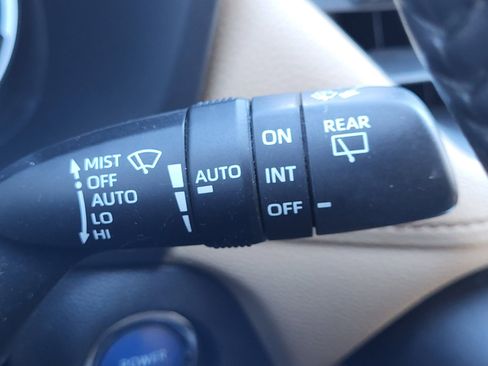 MIST
OFF
AUTO
LO
HI
AUTO
ON
INT
OFF
REAR
POWER